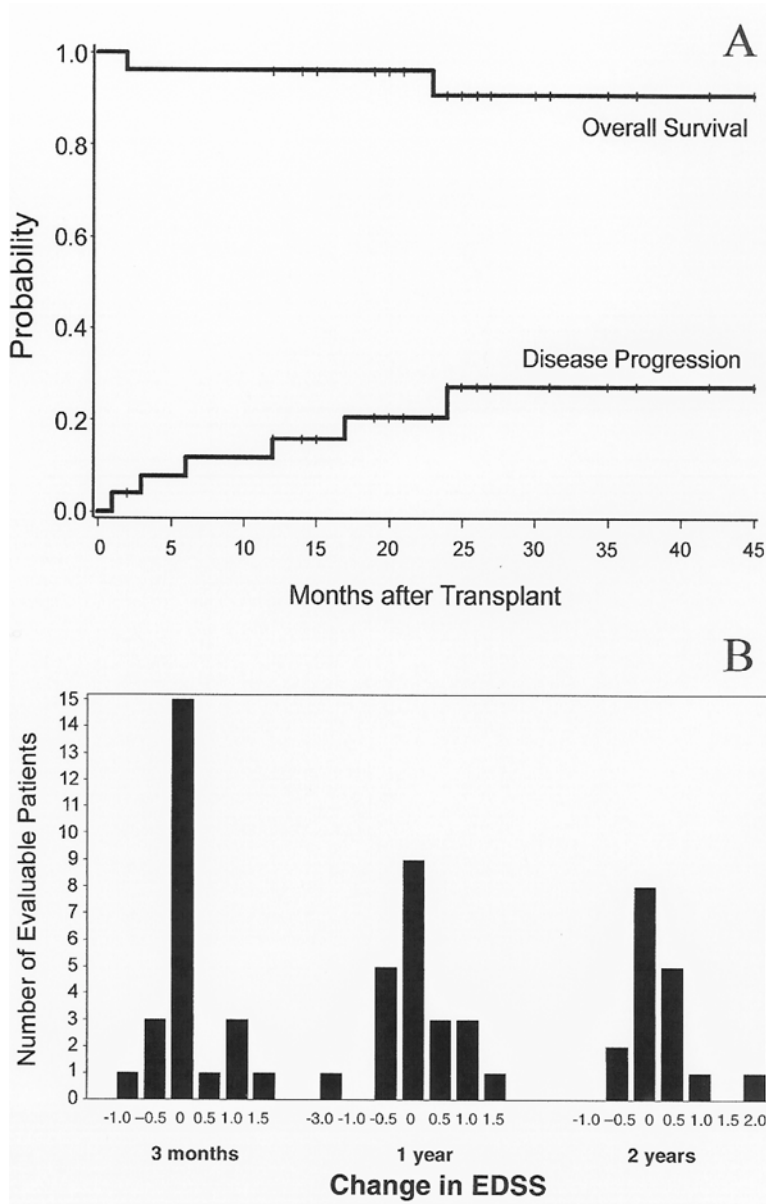 A
1.0
0.8
0.6
0.4
0.2
0.0
Probability
Overall Survival
Disease Progression
0 5 10 15 20 25 30 35 40 45
Months after Transplant
B
15
14
13
12
11
10
9
8
7
6
5
4
3
2
1
0
Number of Evaluable Patients
-1.0 -0.5 0 0.5 1.0 1.5 -3.0 -1.0 -0.5 0 0.5 1.0 1.5 -1.0 -0.5 0 0.5 1.0 1.5 2.0
3 months 1 year 2 years
Change in EDSS